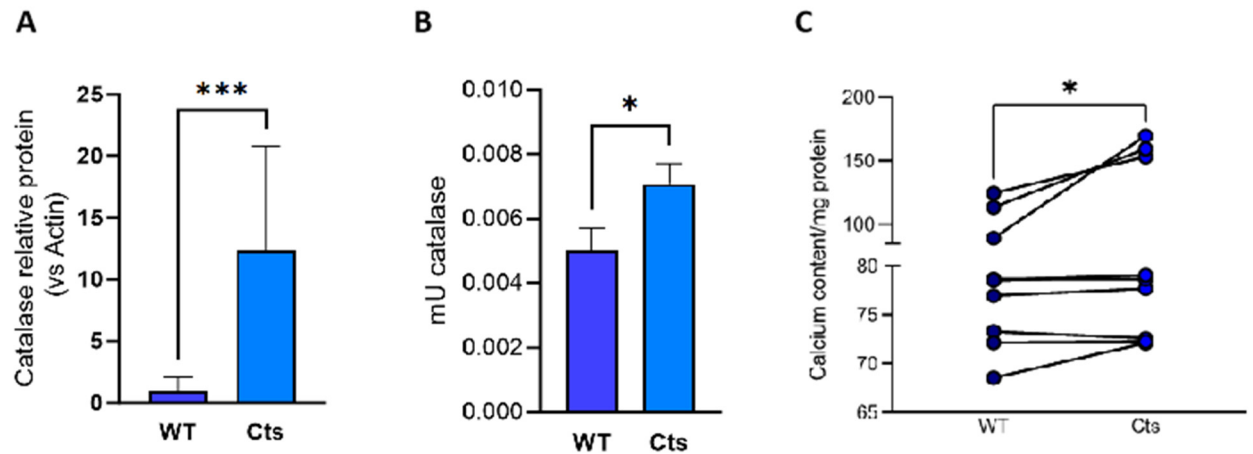 A
Catalase relative protein
(vs Actin)
25
20
15
10
5
0
***
WT
Cts
B
mU catalase
0.010
0.008
0.006
0.004
0.002
0.000
*
WT
Cts
C
Calcium content/mg protein
200
150
100
80
75
70
65
*
WT
Cts